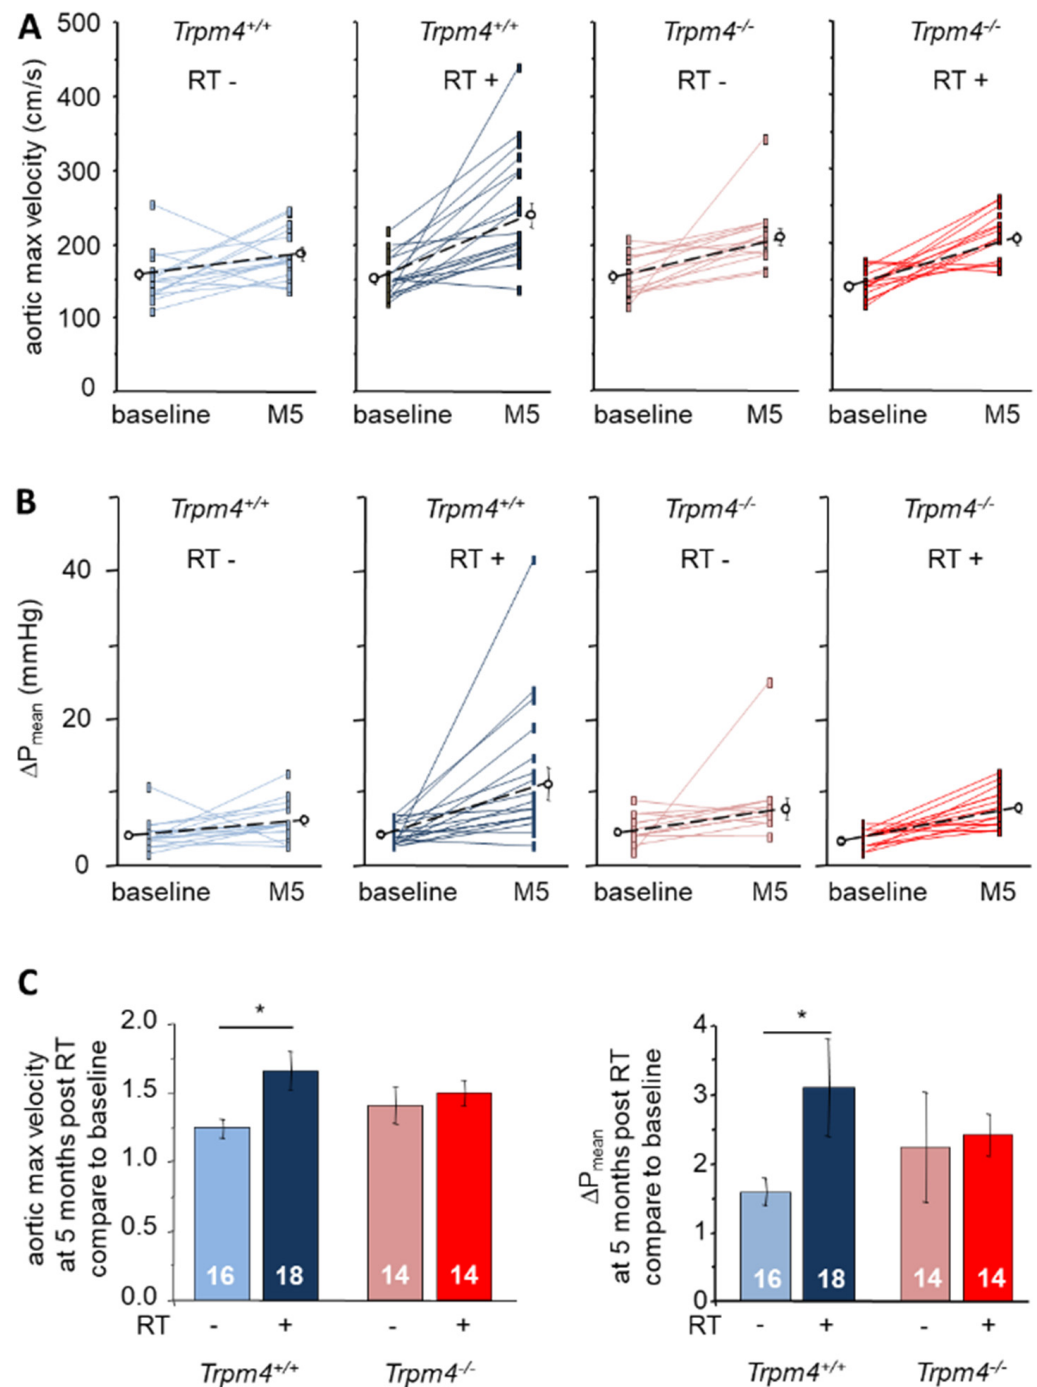 A
aortic max velocity (cm/s)
500
400
300
200
100
0
Trpm4+/+
RT -
baseline M5
Trpm4+/+
RT +
baseline M5
Trpm4-/-
RT -
baseline M5
Trpm4-/-
RT +
baseline M5
B
ΔPmean (mmHg)
40
20
0
Trpm4+/+
RT -
baseline M5
Trpm4+/+
RT +
baseline M5
Trpm4-/-
RT -
baseline M5
Trpm4-/-
RT +
baseline M5
C
aortic max velocity
at 5 months post RT
compare to baseline
2.0
1.5
1.0
0.5
0.0
*
16 18 14 14
RT - + - +
Trpm4+/+ Trpm4-/-
ΔPmean
at 5 months post RT
compare to baseline
4
3
2
1
0
*
16 18 14 14
RT - + - +
Trpm4+/+ Trpm4-/-